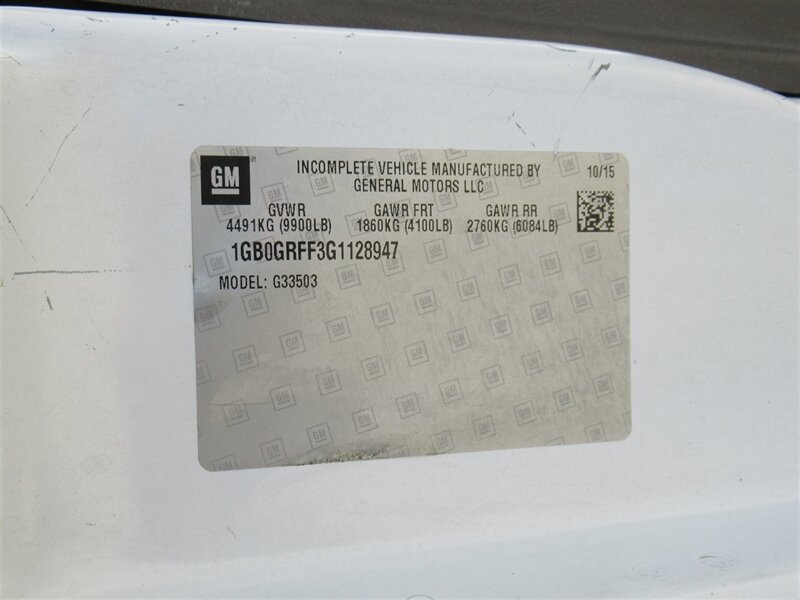 GM
INCOMPLETE VEHICLE MANUFACTURED BY
GENERAL MOTORS LLC
10/15
GVWR GAWR FRT GAWR RR
4491KG (9900LB) 1860KG (4100LB) 2760KG (6084LB)
1GB0GRFF3G1128947
MODEL: G33503